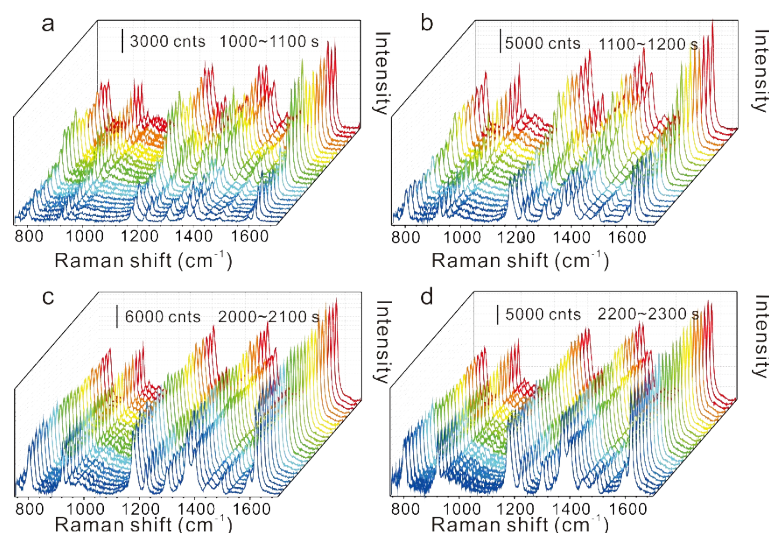 a
3000 cnts 1000~1100 s
Intensity
800 1000 1200 1400 1600
Raman shift (cm⁻¹)
b
5000 cnts 1100~1200 s
Intensity
800 1000 1200 1400 1600
Raman shift (cm⁻¹)
c
6000 cnts 2000~2100 s
Intensity
800 1000 1200 1400 1600
Raman shift (cm⁻¹)
d
5000 cnts 2200~2300 s
Intensity
800 1000 1200 1400 1600
Raman shift (cm⁻¹)